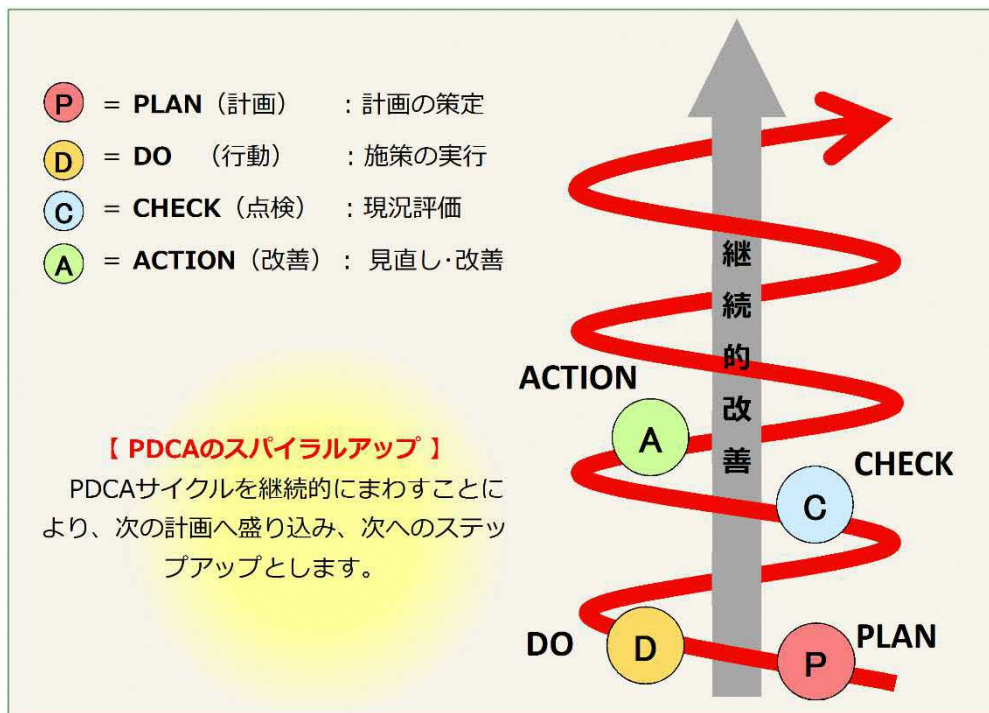 P = PLAN（計画） : 計画の策定
D = DO （行動） : 施策の実行
C = CHECK（点検） : 現況評価
A = ACTION（改善） : 見直し･改善
【 PDCAのスパイラルアップ 】
PDCAサイクルを継続的にまわすことに
より、次の計画へ盛り込み、次へのステッ
プアップとします。
継続的改善
ACTION
A
CHECK
C
DO
D
PLAN
P